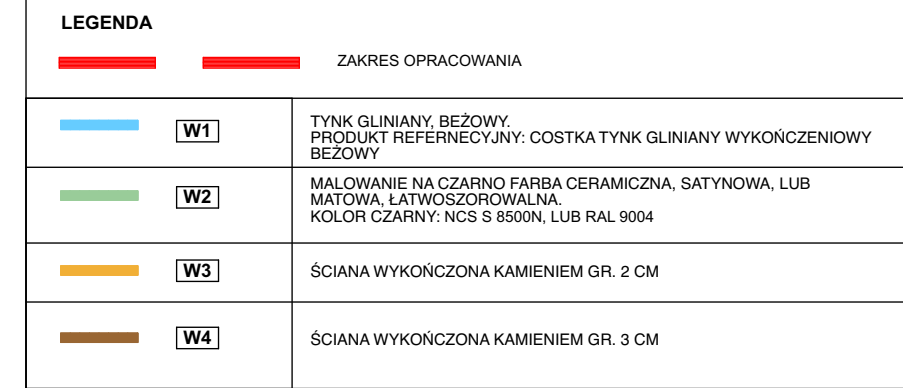 LEGENDA
ZAKRES OPRACOWANIA
W1
TYNK GLINIANY, BEŻOWY.
PRODUKT REFERNECYJNY: COSTKA TYNK GLINIANY WYKOŃCZENIOWY
BEŻOWY
W2
MALOWANIE NA CZARNO FARBA CERAMICZNA, SATYNOWA, LUB
MATOWA, ŁATWOSZOROWALNA.
KOLOR CZARNY: NCS S 8500N, LUB RAL 9004
W3
ŚCIANA WYKOŃCZONA KAMIENIEM GR. 2 CM
W4
ŚCIANA WYKOŃCZONA KAMIENIEM GR. 3 CM